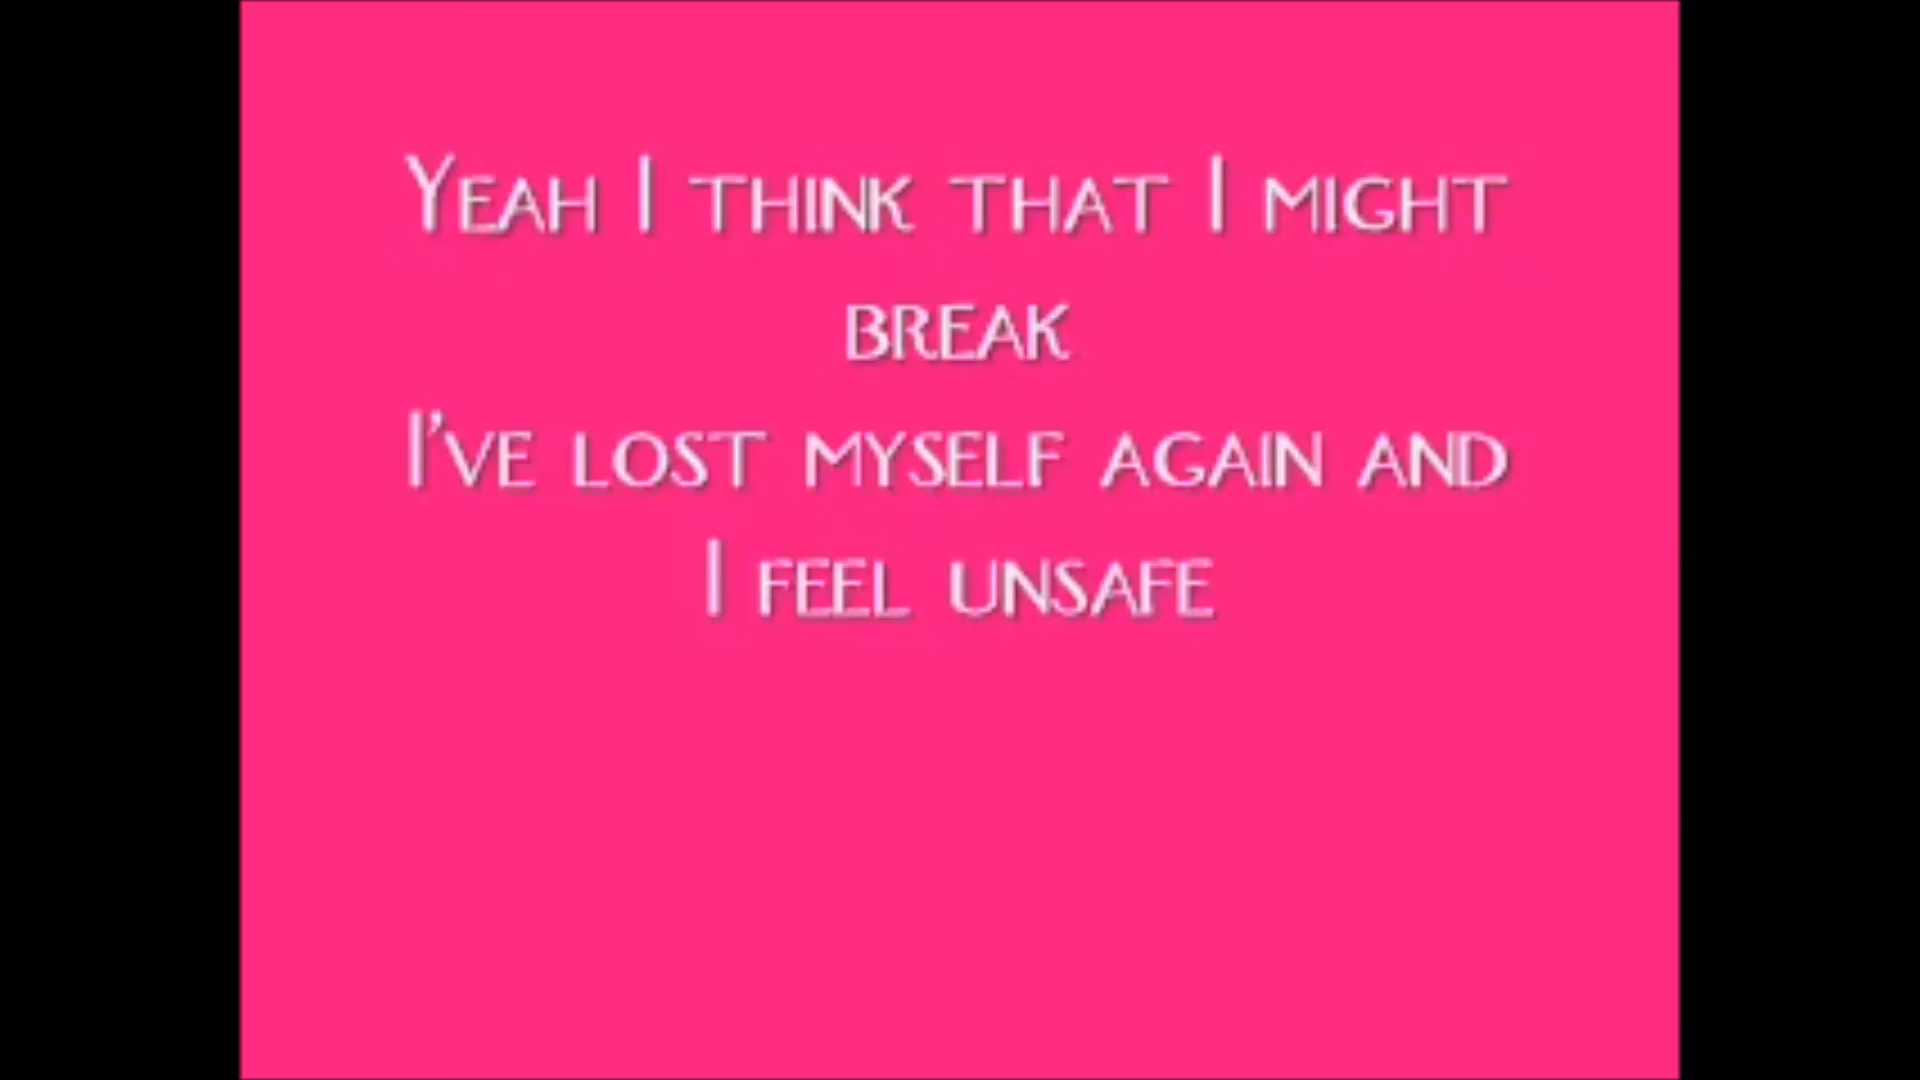 Yeah I think that I might
break
I've lost myself again and
I feel unsafe